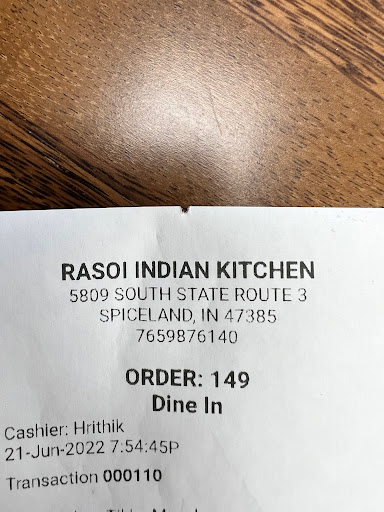 RASOI INDIAN KITCHEN
5809 SOUTH STATE ROUTE 3
SPICELAND, IN 47385
7659876140
ORDER: 149
Dine In
Cashier: Hrithik
21-Jun-2022 7:54:45P
Transaction 000110